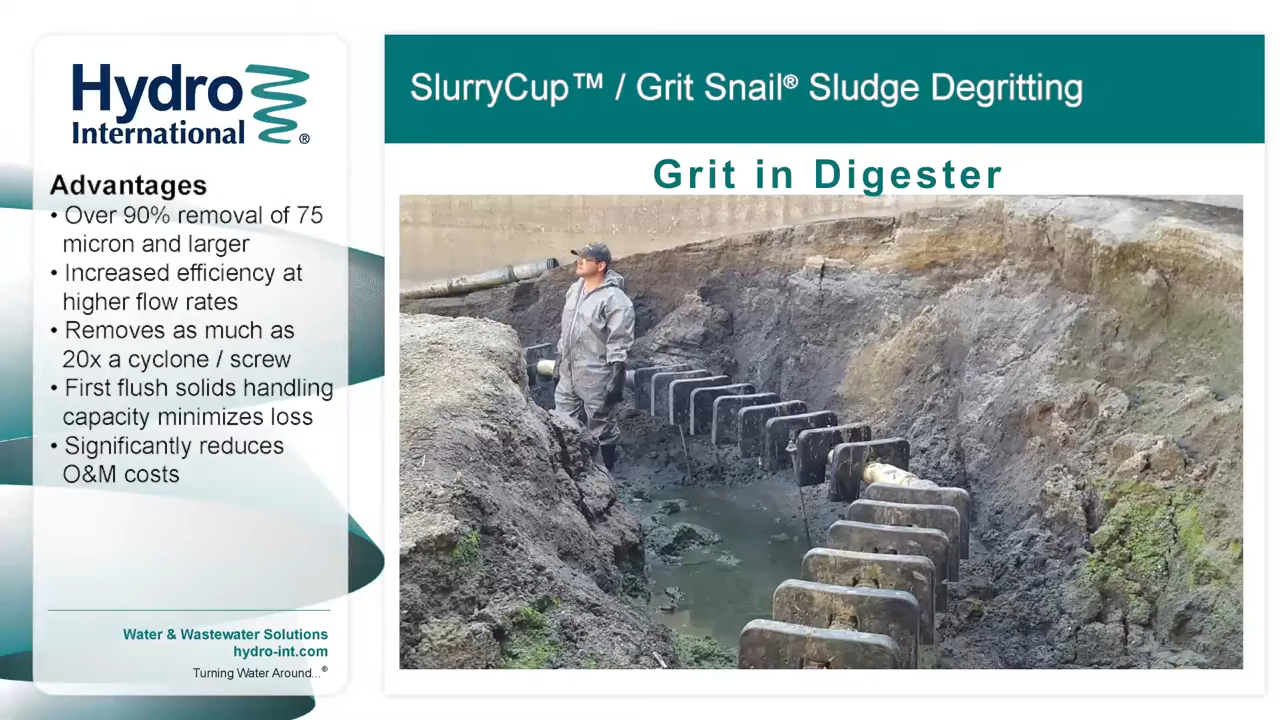 Hydro
International ®
Advantages
• Over 90% removal of 75
micron and larger
• Increased efficiency at
higher flow rates
• Removes as much as
20x a cyclone / screw
• First flush solids handling
capacity minimizes loss
• Significantly reduces
O&M costs
Water & Wastewater Solutions
hydro-int.com
Turning Water Around...®
SlurryCup™ / Grit Snail® Sludge Degritting
Grit in Digester